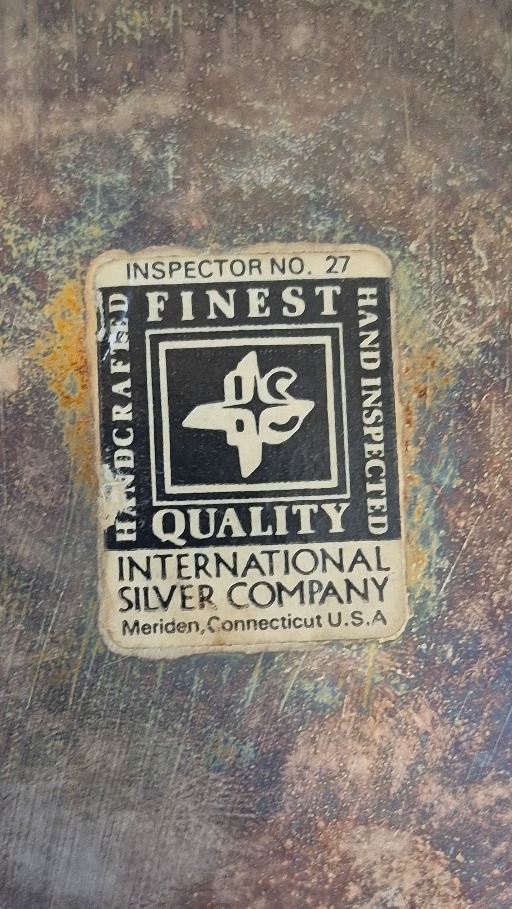 INSPECTOR NO. 27
FINEST
HANDCRAFTED
HAND INSPECTED
QUALITY
INTERNATIONAL
SILVER COMPANY
Meriden, Connecticut U.S.A